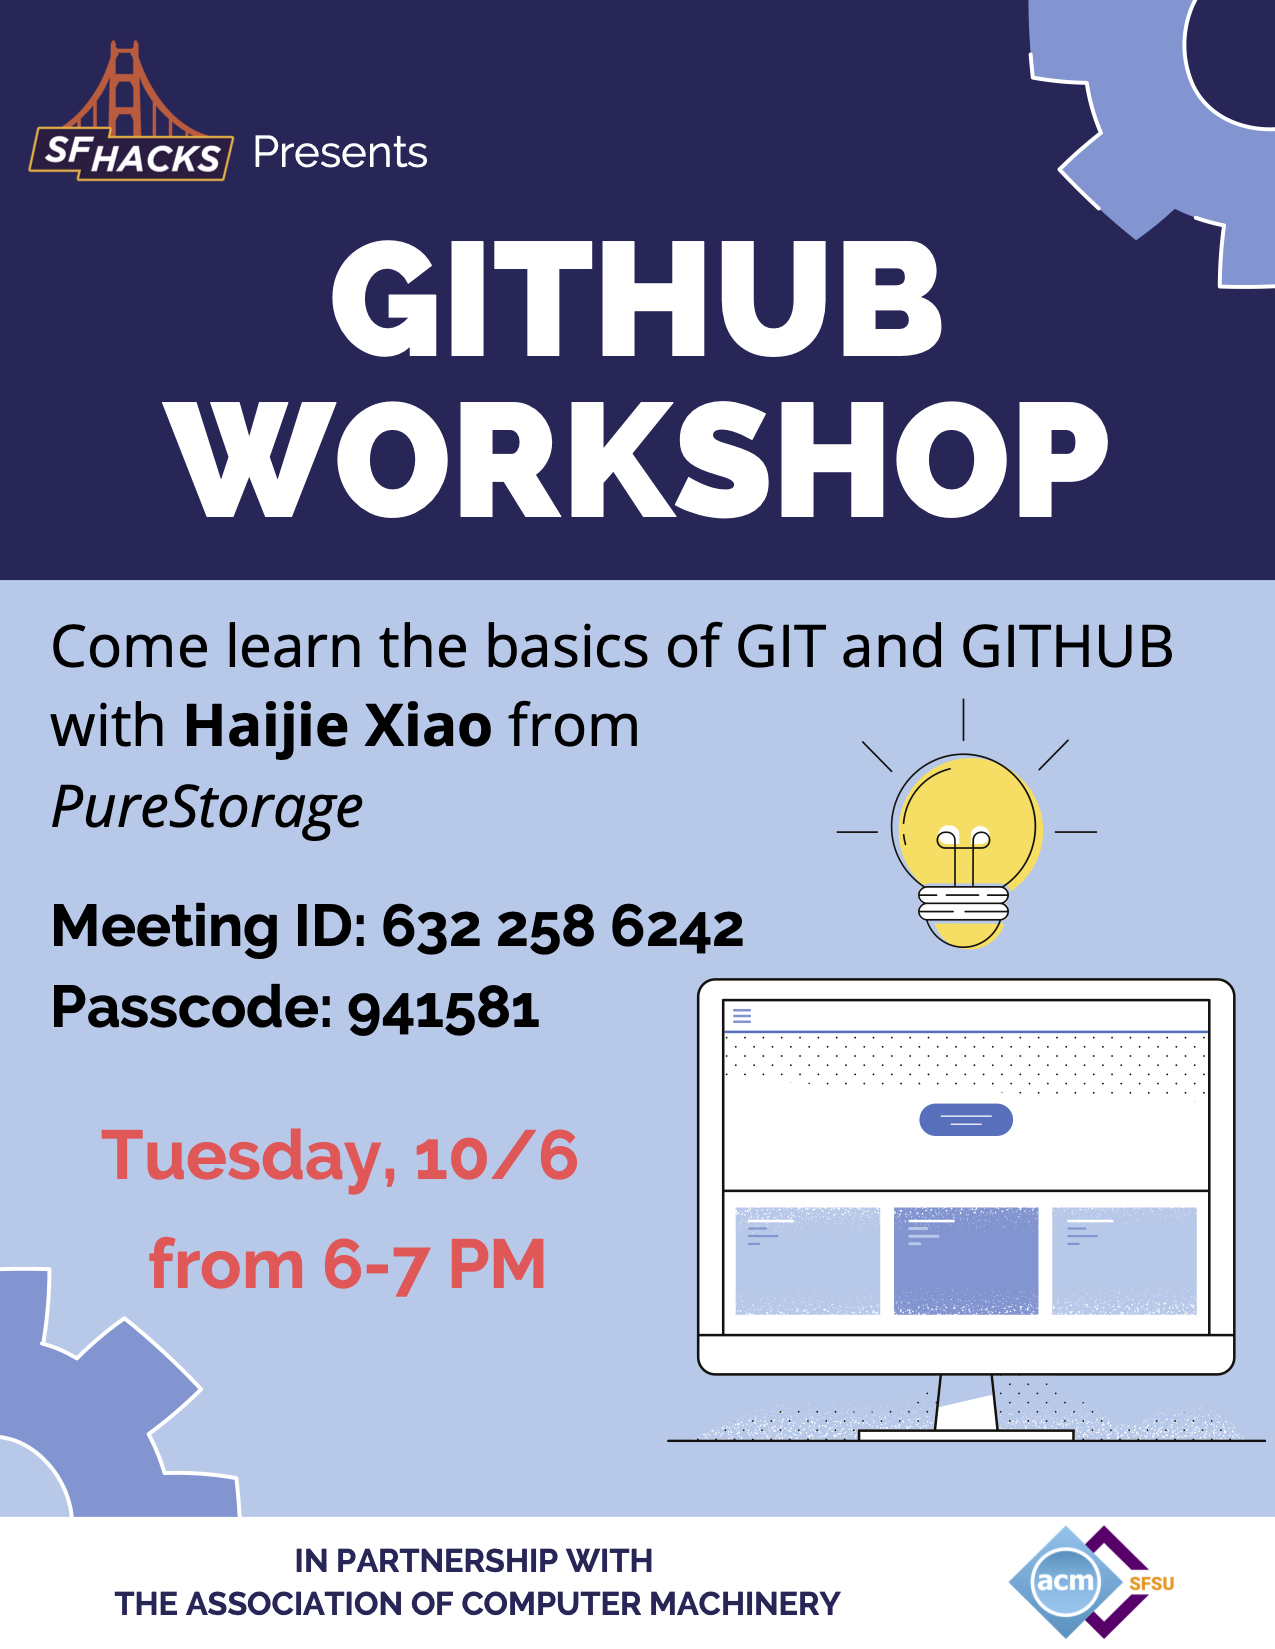 SFHACKS
Presents
GITHUB
WORKSHOP
Come learn the basics of GIT and GITHUB
with Haijie Xiao from
PureStorage
Meeting ID: 632 258 6242
Passcode: 941581
Tuesday, 10/6
from 6-7 PM
IN PARTNERSHIP WITH
THE ASSOCIATION OF COMPUTER MACHINERY
acm SFSU